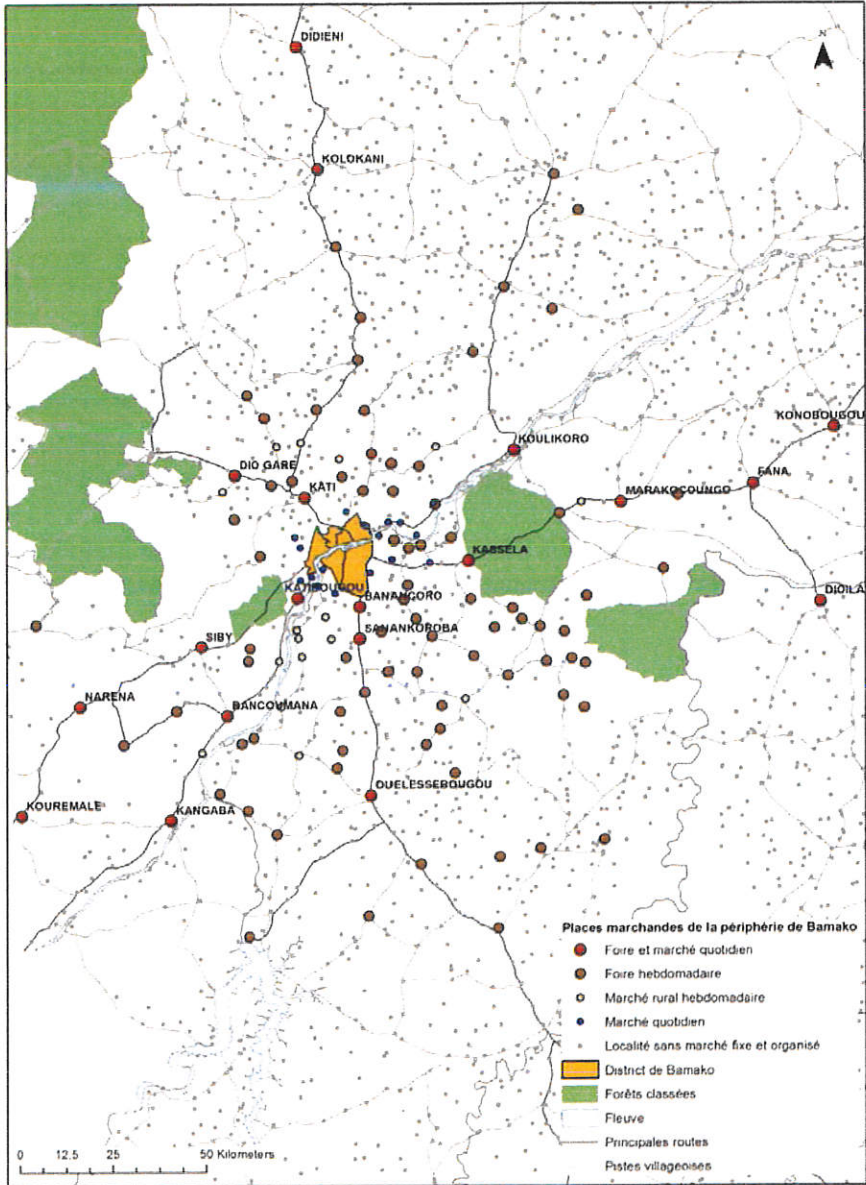 N
DIDIENI
KOLOKANI
KONOBOUGOU
KOULIKORO
DIO GARE
FANA
KATI
MARAKOCOUNGO
KASSELA
DIOILA
BANANCORO
SANANKOROBA
SIBY
NARENA
BANCOUMANA
OUELESSEBOUGOU
KOUREMALE
KANGABA
Places marchandes de la périphérie de Bamako
Foire et marché quotidien
Foire hebdomadaire
Marché rural hebdomadaire
Marché quotidien
Localité sans marché fixe et organisé
District de Bamako
Forêts classées
Fleuve
Principales routes
Pistes villageoises
0 12.5 25 50 Kilometers